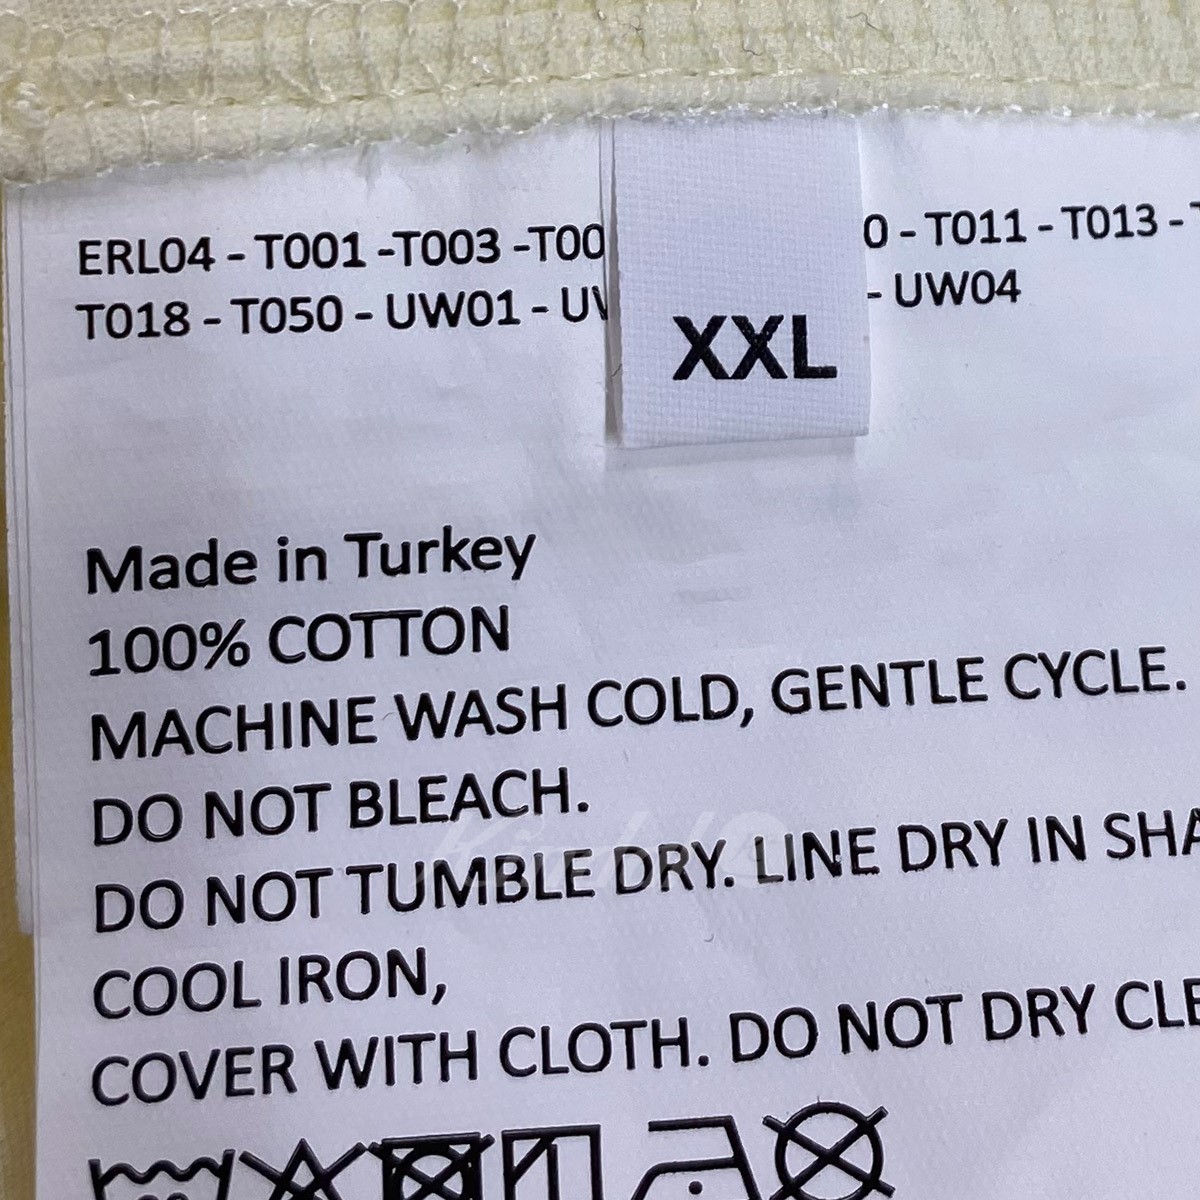 ERL04 - T001 -T003 -T00 0 - T011 - T013 -
T018 - T050 - UW01 - - UW04
XXL
Made in Turkey
100% COTTON
MACHINE WASH COLD, GENTLE CYCLE.
DO NOT BLEACH.
DO NOT TUMBLE DRY. LINE DRY IN SHA
COOL IRON,
COVER WITH CLOTH. DO NOT DRY CLE